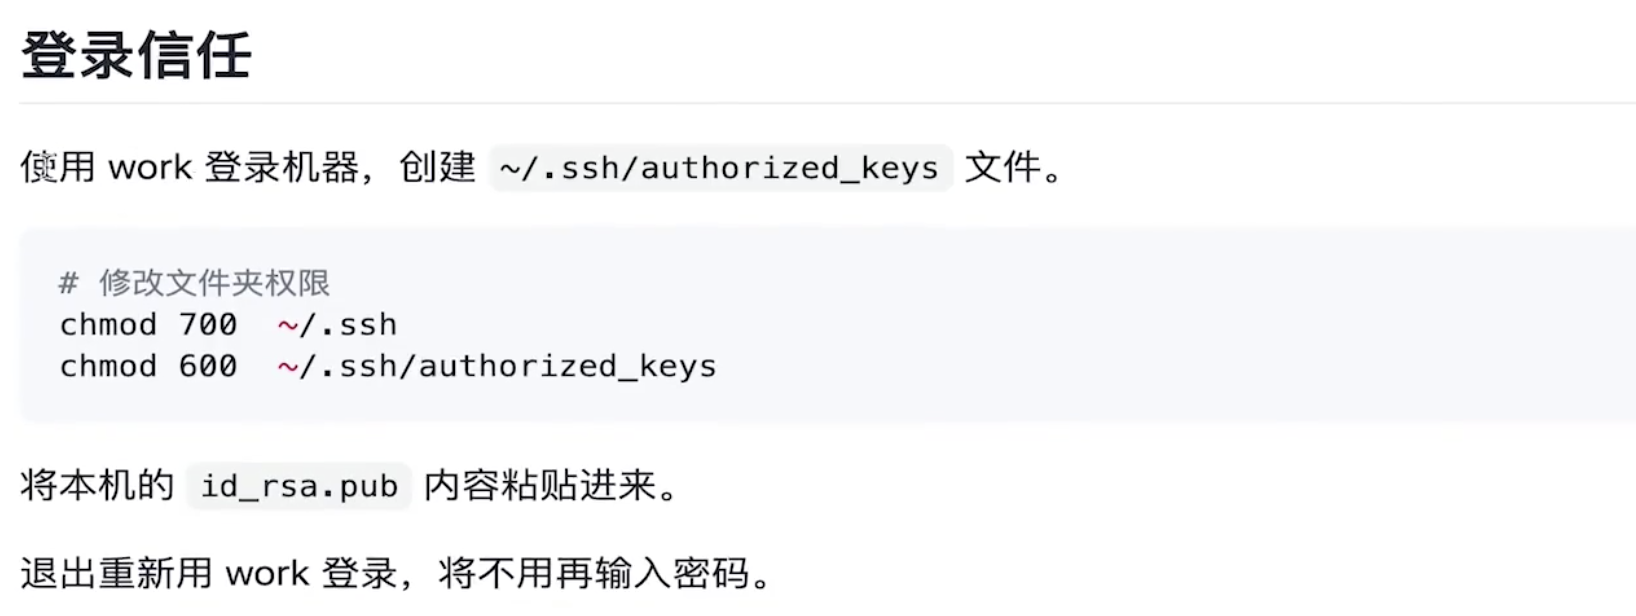 登录信任
使用 work 登录机器，创建 ~/.ssh/authorized_keys 文件。
# 修改文件夹权限
chmod 700  ~/.ssh
chmod 600  ~/.ssh/authorized_keys
将本机的 id_rsa.pub 内容粘贴进来。
退出重新用 work 登录，将不用再输入密码。